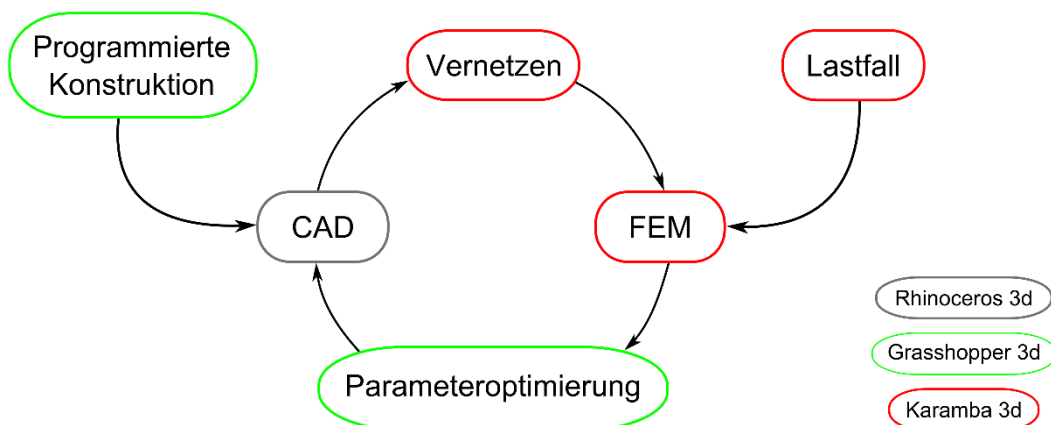 Programmierte
Konstruktion
Vernetzen
Lastfall
CAD
FEM
Parameteroptimierung
Rhinoceros 3d
Grasshopper 3d
Karamba 3d